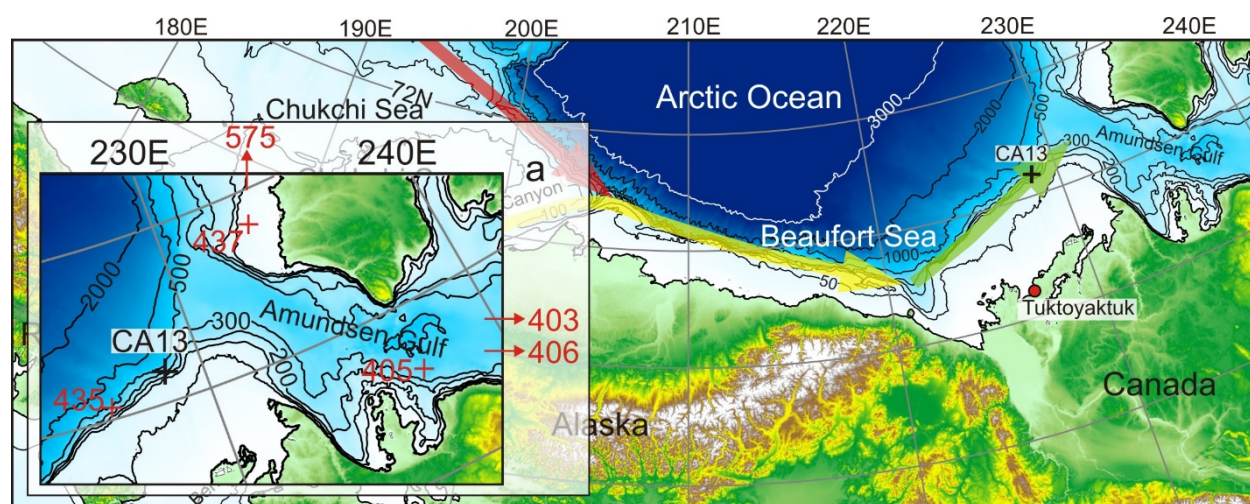 180E 190E 200E 210E 220E 230E 240E
72N
Chukchi Sea
Arctic Ocean
3000
2000
500
300
200
Amundsen Gulf
CA13
Canyon
100
a
Beaufort Sea
1000
50
Tuktoyaktuk
Alaska
Canada
575
230E 240E
437
2000
500
300
200
Amundsen Gulf
CA13
403
406
405
435